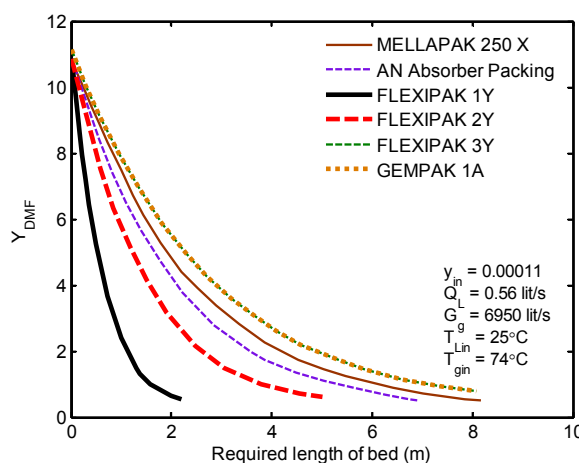 12
10
8
6
4
2
0
Y_DMF
MELLAPAK 250 X
AN Absorber Packing
FLEXIPAK 1Y
FLEXIPAK 2Y
FLEXIPAK 3Y
GEMPAK 1A
y_in = 0.00011
Q_L = 0.56 lit/s
G_g = 6950 lit/s
T_Lin = 25°C
T_gin = 74°C
0 2 4 6 8 10
Required length of bed (m)